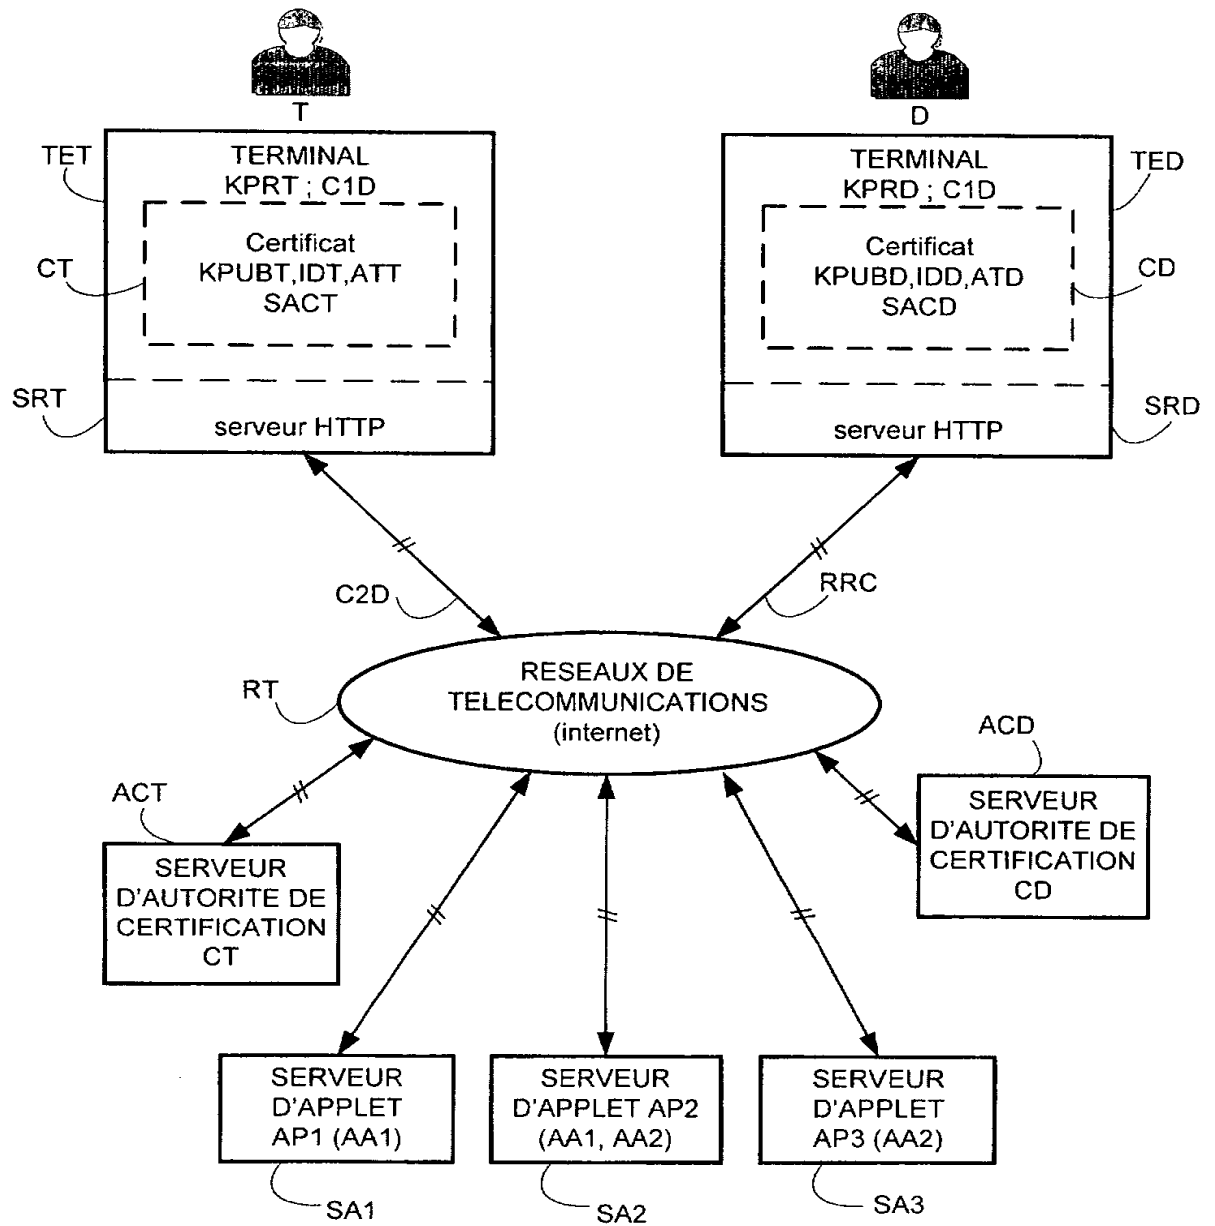 T
D
TET
TERMINAL
KPRT ; C1D
CT
Certificat
KPUBT,IDT,ATT
SACT
SRT
serveur HTTP
TERMINAL
KPRD ; C1D
TED
Certificat
KPUBD,IDD,ATD
SACD
CD
SRD
serveur HTTP
C2D
RRC
RT
RESEAUX DE
TELECOMMUNICATIONS
(internet)
ACT
SERVEUR
D'AUTORITE DE
CERTIFICATION
CT
ACD
SERVEUR
D'AUTORITE DE
CERTIFICATION
CD
SERVEUR
D'APPLET
AP1 (AA1)
SA1
SERVEUR
D'APPLET AP2
(AA1, AA2)
SA2
SERVEUR
D'APPLET
AP3 (AA2)
SA3